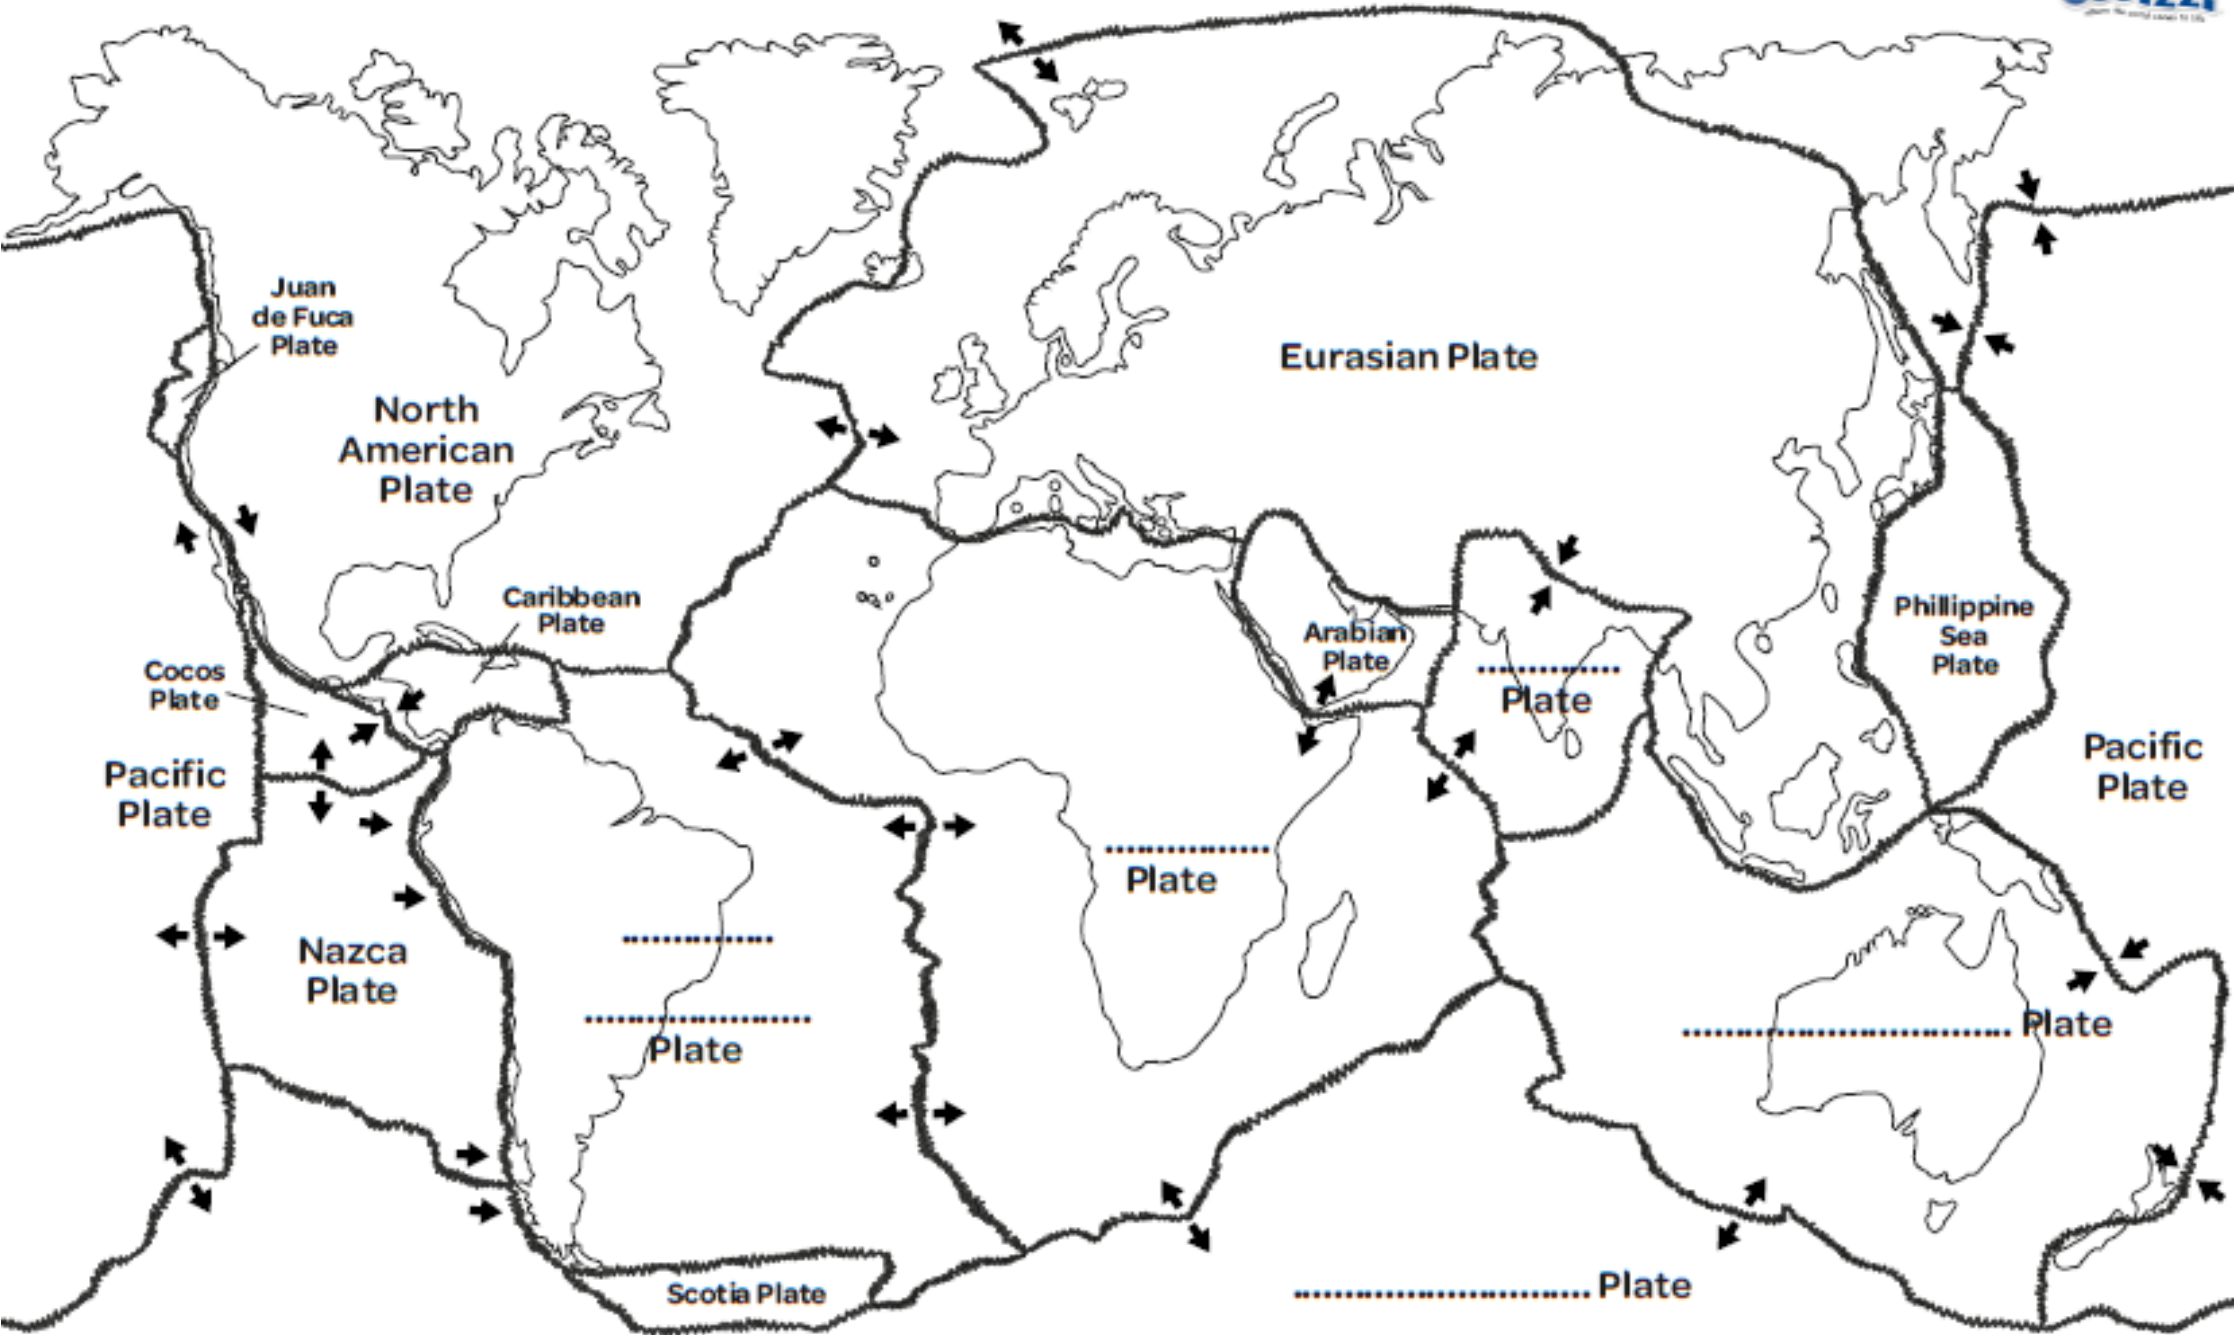 Juan
de Fuca
Plate
North
American
Plate
Eurasian Plate
Caribbean
Plate
Cocos
Plate
Arabian
Plate
.................
Plate
Phillippine
Sea
Plate
Pacific
Plate
Pacific
Plate
....................
Plate
Nazca
Plate
..................
...........................
Plate
....................................... Plate
Scotia Plate
................................... Plate